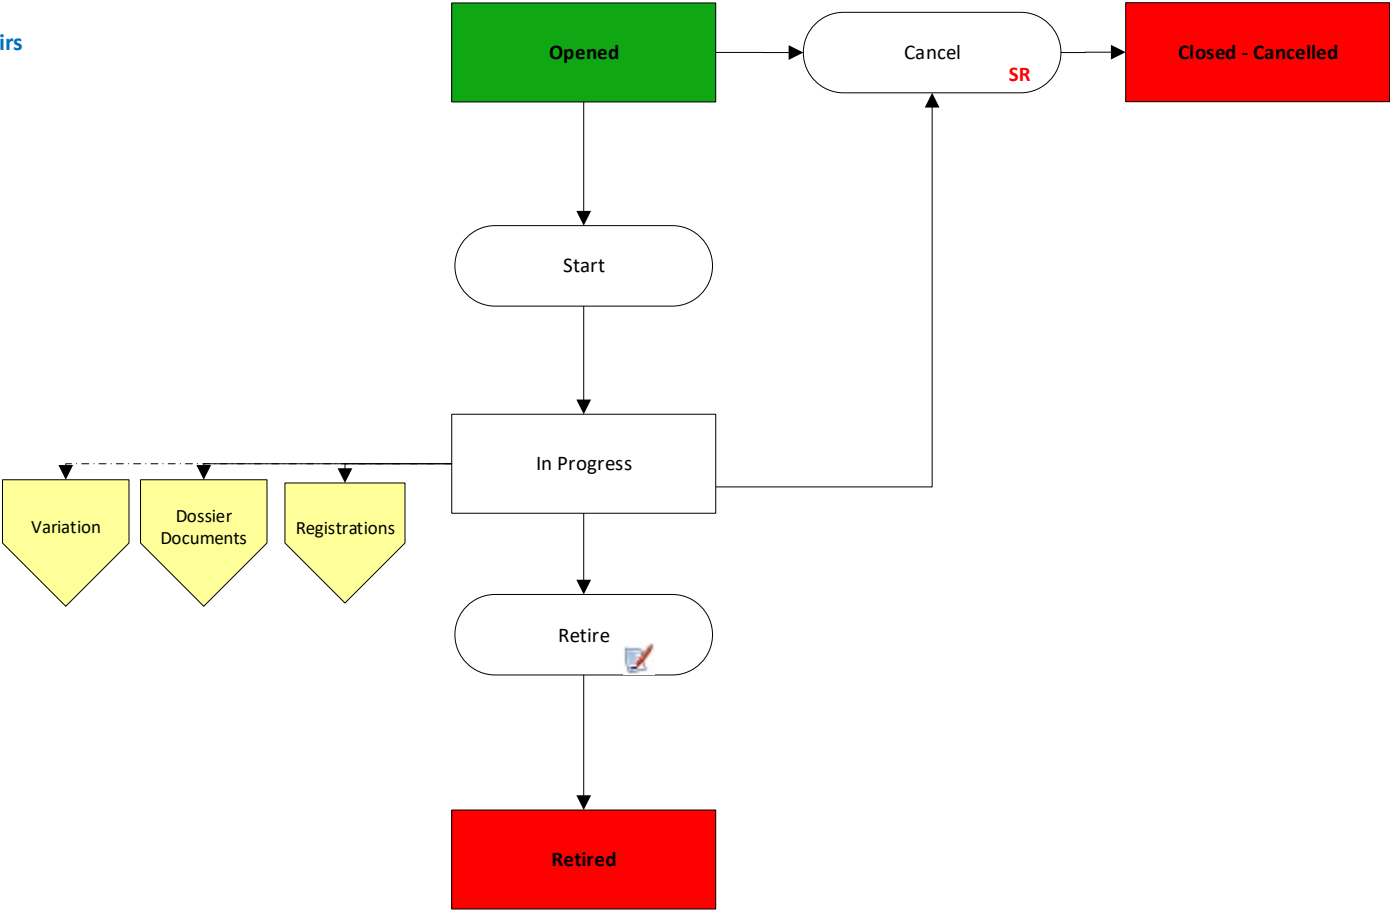 irs
Opened
Cancel
SR
Closed - Cancelled
Start
In Progress
Variation
Dossier
Documents
Registrations
Retire
Retired